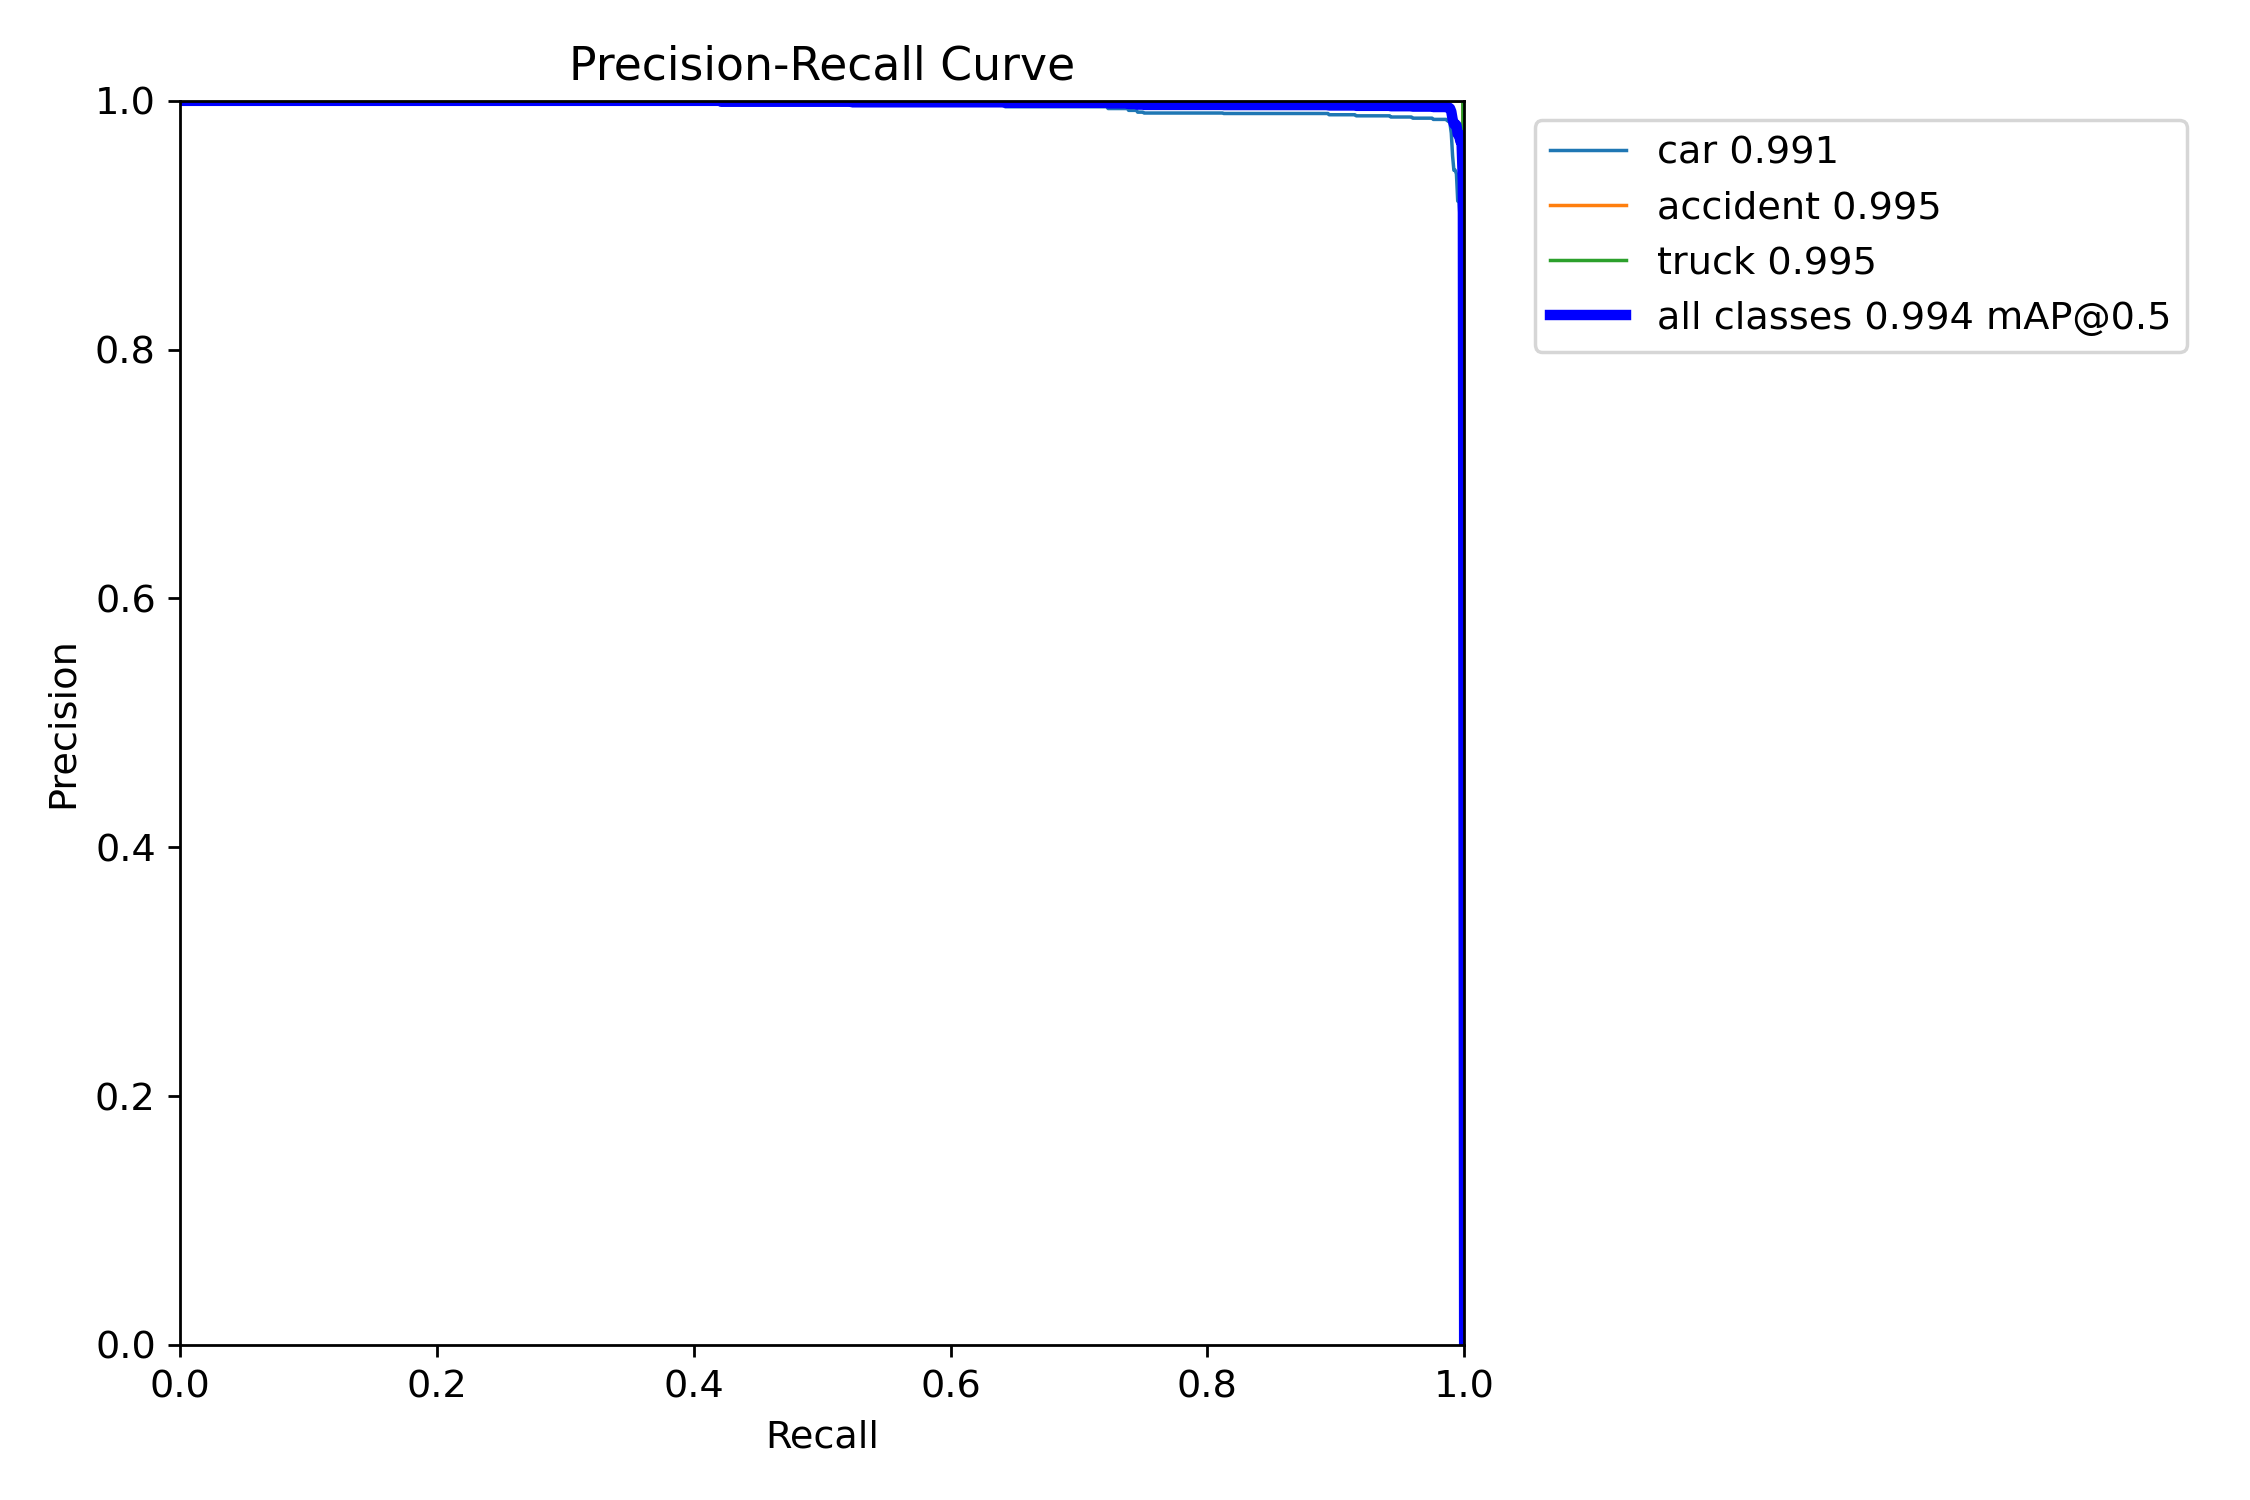 Precision-Recall Curve
1.0
0.8
0.6
0.4
0.2
0.0
Precision
0.0 0.2 0.4 0.6 0.8 1.0
Recall
car 0.991
accident 0.995
truck 0.995
all classes 0.994 mAP@0.5